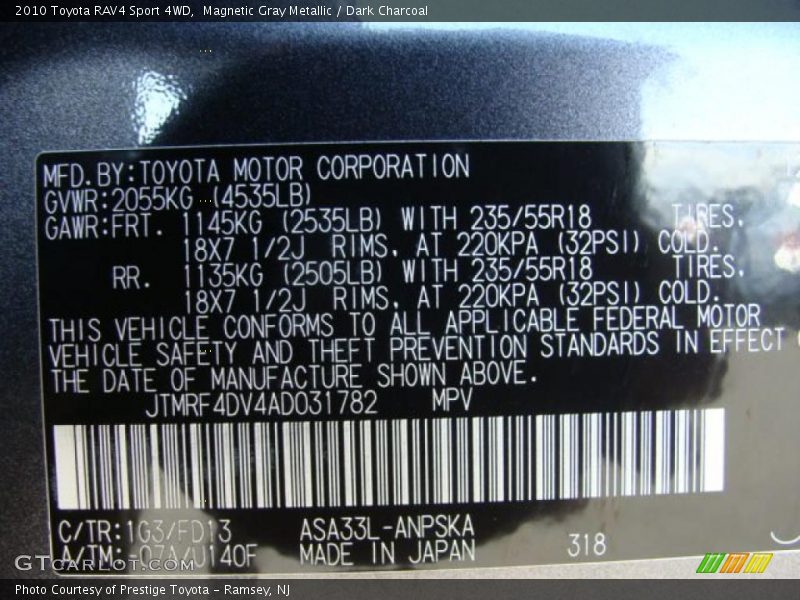 2010 Toyota RAV4 Sport 4WD,  Magnetic Gray Metallic / Dark Charcoal
MFD.BY:TOYOTA MOTOR CORPORATION
GVWR:2055KG (4535LB)
GAWR:FRT. 1145KG (2535LB) WITH 235/55R18 TIRES.
18X7 1/2J RIMS, AT 220KPA (32PSI) COLD.
RR. 1135KG (2505LB) WITH 235/55R18 TIRES.
18X7 1/2J RIMS, AT 220KPA (32PSI) COLD.
THIS VEHICLE CONFORMS TO ALL APPLICABLE FEDERAL MOTOR
VEHICLE SAFETY AND THEFT PREVENTION STANDARDS IN EFFECT
THE DATE OF MANUFACTURE SHOWN ABOVE.
JTMRF4DV4AD031782 MPV
C/TR:1G3/FD13 ASA33L-ANPSKA
A/TM:-07A/U140F MADE IN JAPAN 318
GTCARLOT.COM
Photo Courtesy of Prestige Toyota - Ramsey, NJ